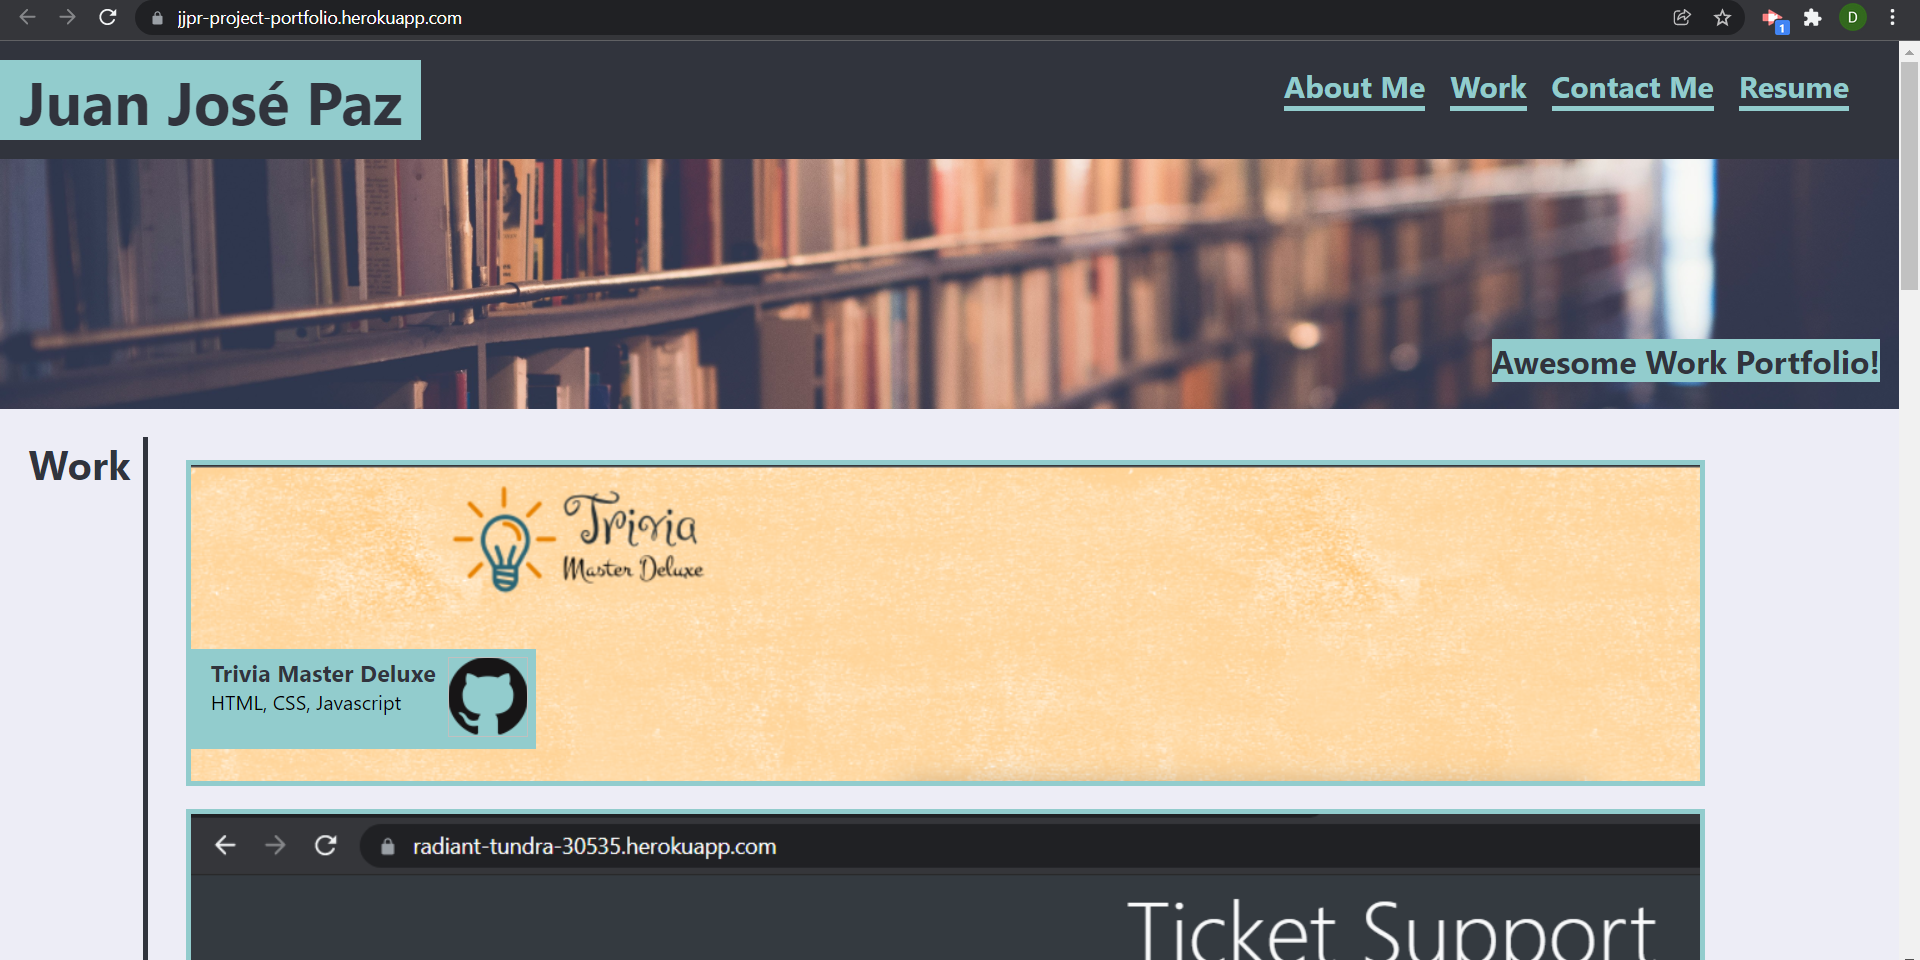 jjpr-project-portfolio.herokuapp.com
1
D
Juan José Paz
About Me Work Contact Me Resume
Awesome Work Portfolio!
Work
Trivia
Master Deluxe
Trivia Master Deluxe
HTML, CSS, Javascript
radiant-tundra-30535.herokuapp.com
Ticket Support